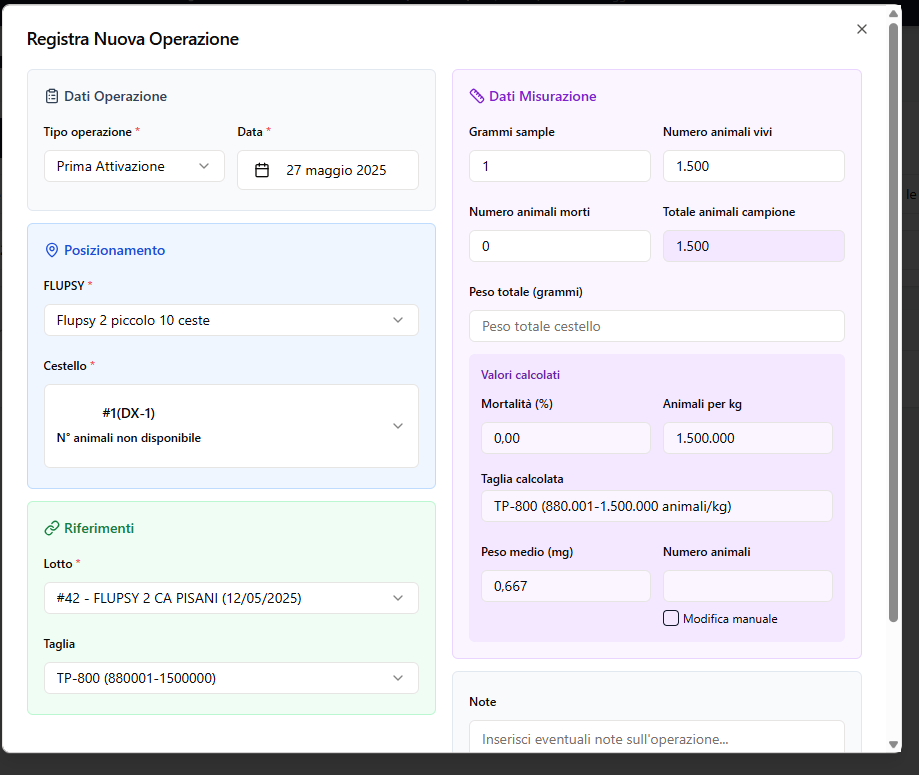 Registra Nuova Operazione
Dati Operazione
Tipo operazione *
Data *
Prima Attivazione
27 maggio 2025
Posizionamento
FLUPSY *
Flupsy 2 piccolo 10 ceste
Cestello *
#1(DX-1)
N° animali non disponibile
Riferimenti
Lotto *
#42 - FLUPSY 2 CA PISANI (12/05/2025)
Taglia
TP-800 (880001-1500000)
Dati Misurazione
Grammi sample
Numero animali vivi
1
1.500
Numero animali morti
Totale animali campione
0
1.500
Peso totale (grammi)
Peso totale cestello
Valori calcolati
Mortalità (%)
Animali per kg
0,00
1.500.000
Taglia calcolata
TP-800 (880.001-1.500.000 animali/kg)
Peso medio (mg)
Numero animali
0,667
Modifica manuale
Note
Inserisci eventuali note sull'operazione...
le